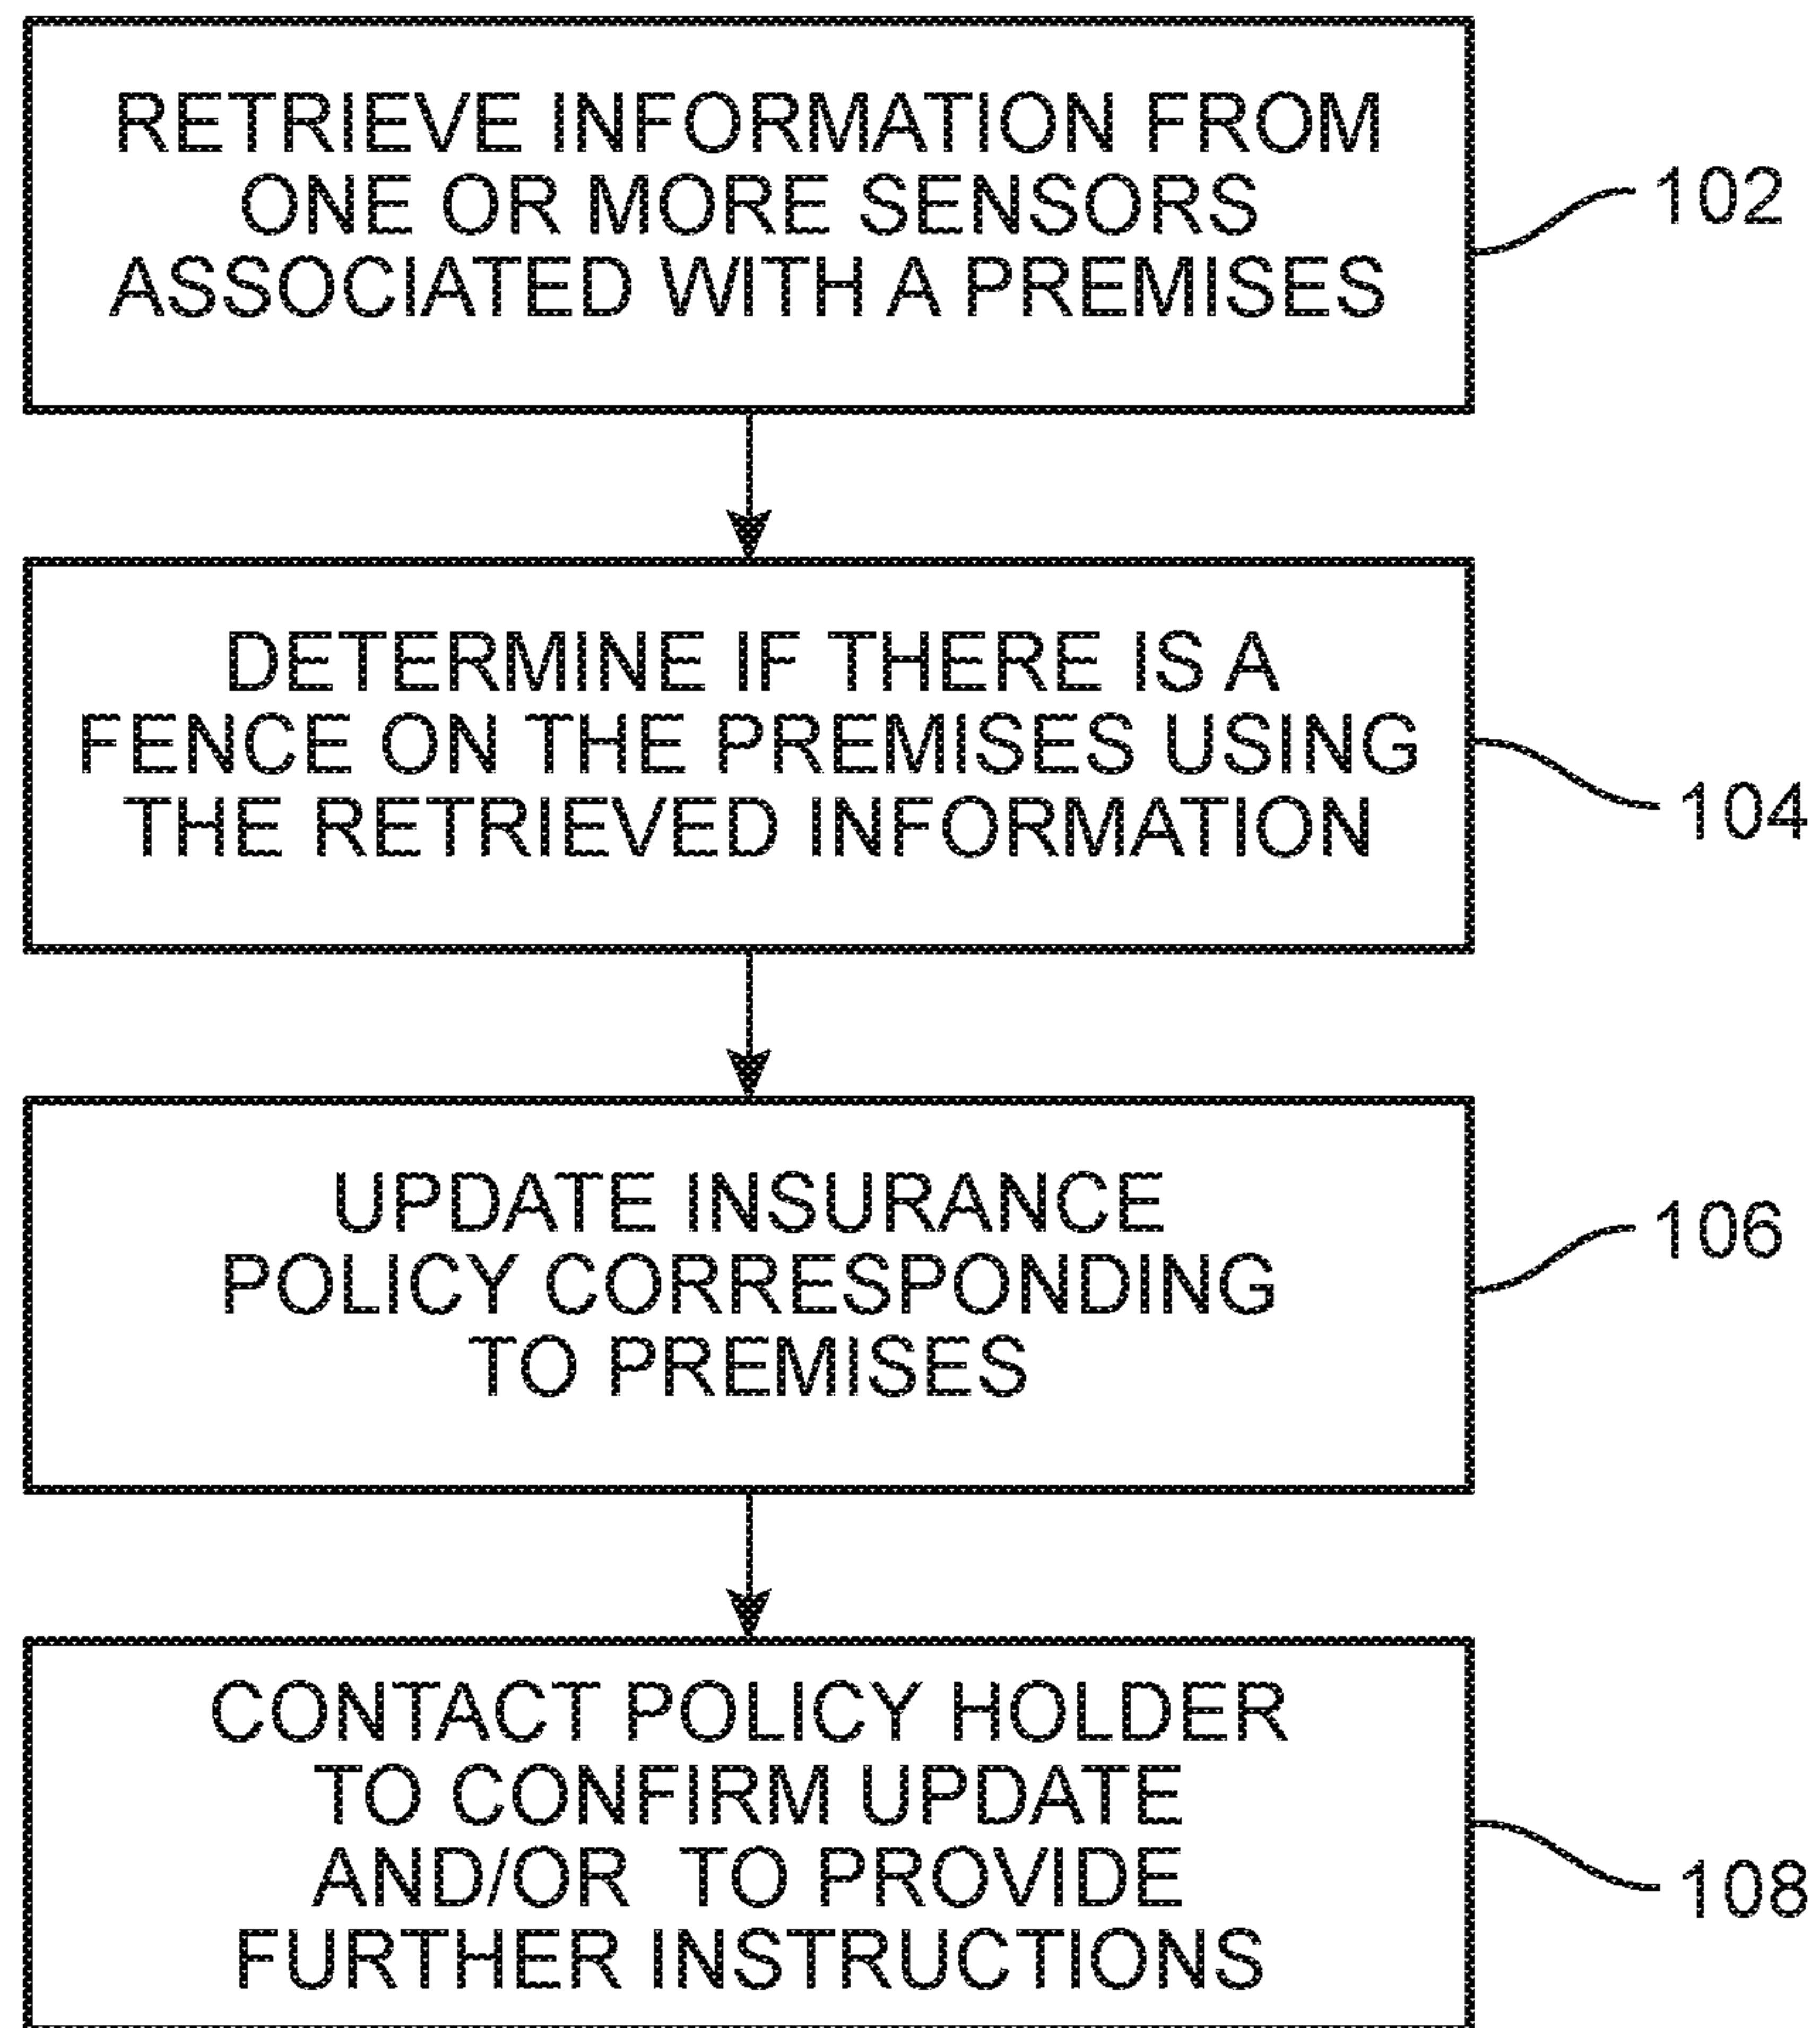 RETRIEVE INFORMATION FROM
ONE OR MORE SENSORS
ASSOCIATED WITH A PREMISES
102
DETERMINE IF THERE IS A
FENCE ON THE PREMISES USING
THE RETRIEVED INFORMATION
104
UPDATE INSURANCE
POLICY CORRESPONDING
TO PREMISES
106
CONTACT POLICY HOLDER
TO CONFIRM UPDATE
AND/OR TO PROVIDE
FURTHER INSTRUCTIONS
108